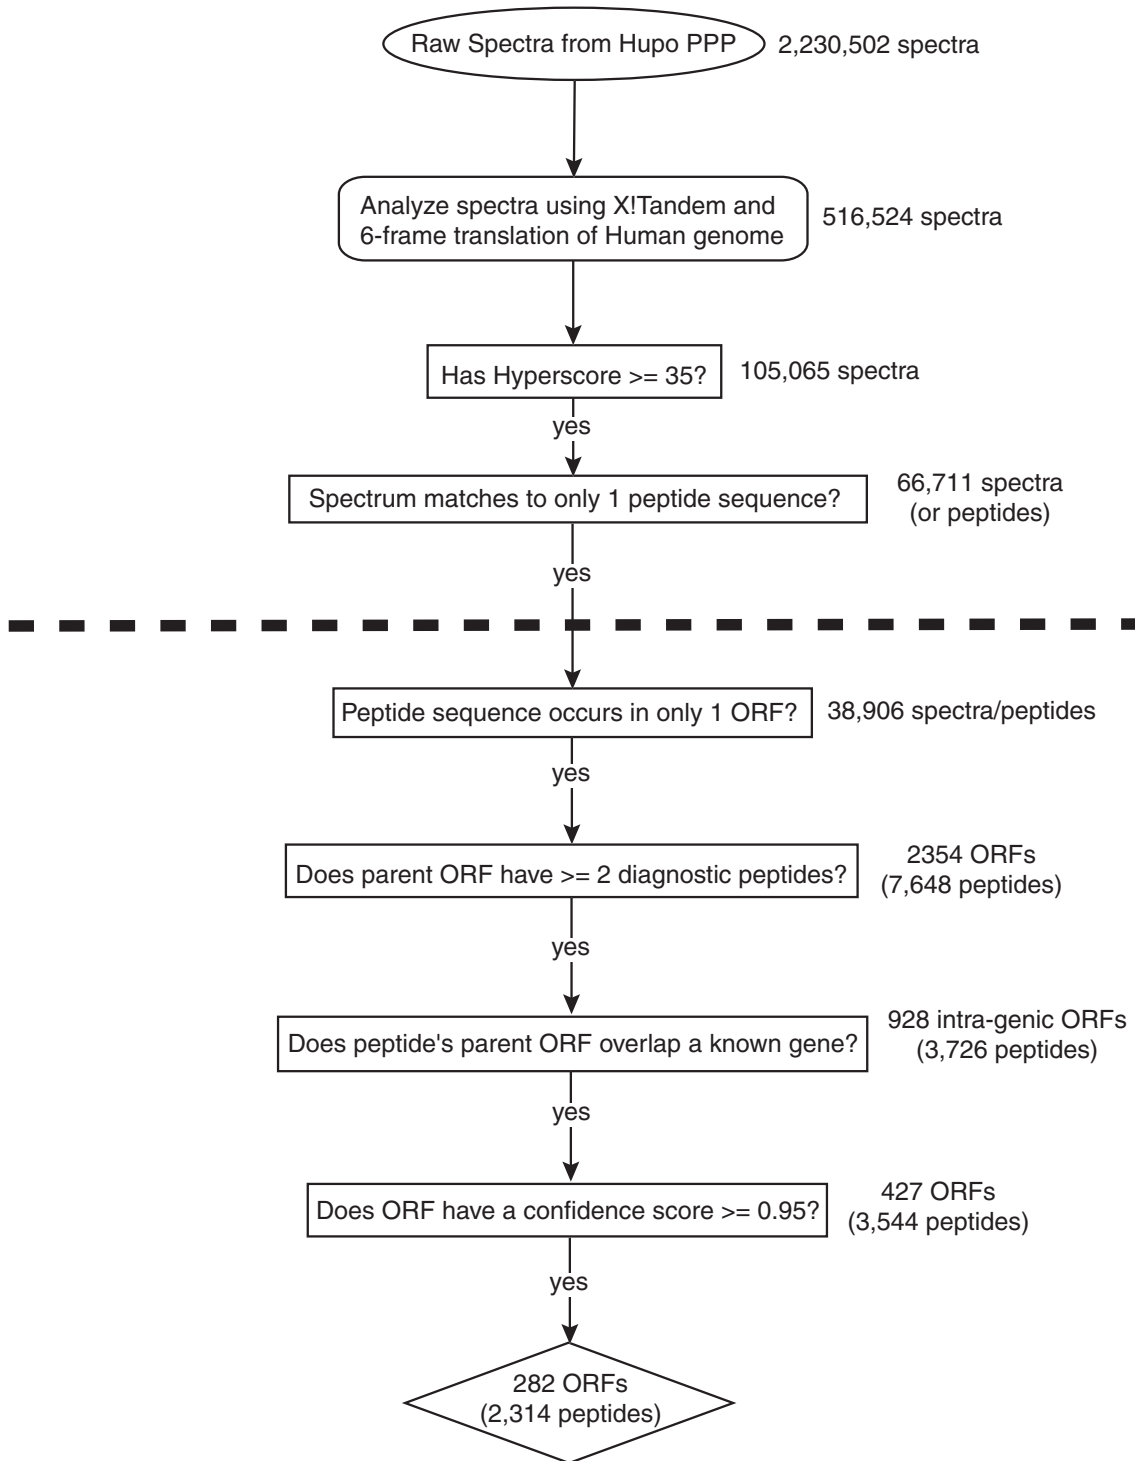 Raw Spectra from Hupo PPP
2,230,502 spectra
Analyze spectra using X!Tandem and
6-frame translation of Human genome
516,524 spectra
Has Hyperscore >= 35?
105,065 spectra
yes
Spectrum matches to only 1 peptide sequence?
66,711 spectra
(or peptides)
yes
Peptide sequence occurs in only 1 ORF?
38,906 spectra/peptides
yes
Does parent ORF have >= 2 diagnostic peptides?
2354 ORFs
(7,648 peptides)
yes
Does peptide's parent ORF overlap a known gene?
928 intra-genic ORFs
(3,726 peptides)
yes
Does ORF have a confidence score >= 0.95?
427 ORFs
(3,544 peptides)
yes
282 ORFs
(2,314 peptides)